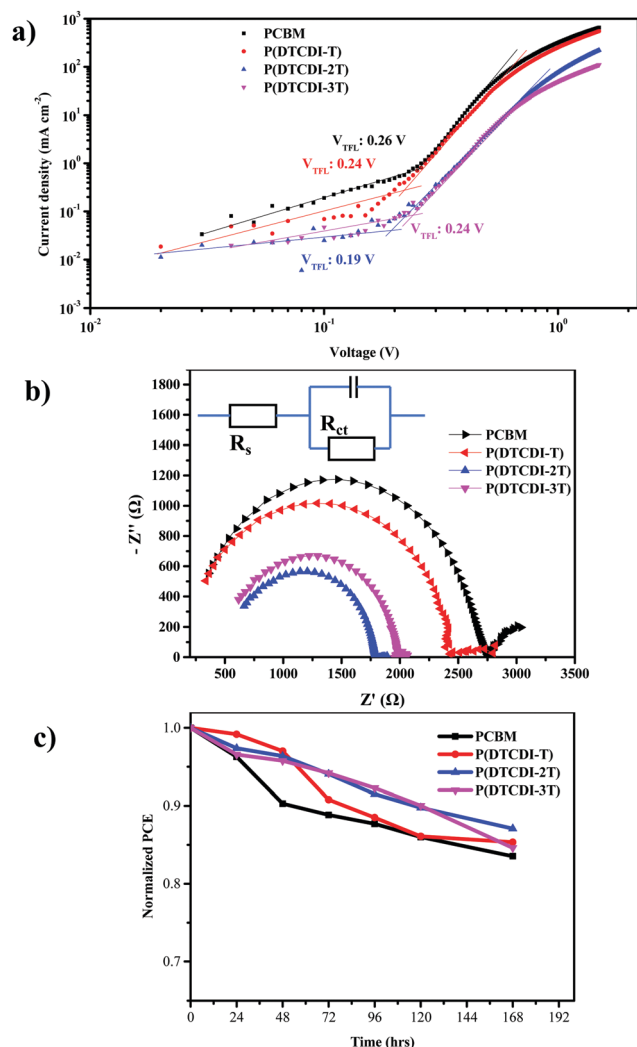 a)
PCBM
P(DTCDI-T)
P(DTCDI-2T)
P(DTCDI-3T)
V_TFL: 0.26 V
V_TFL: 0.24 V
V_TFL: 0.24 V
V_TFL: 0.19 V
10³
10²
10¹
10⁰
10⁻¹
10⁻²
10⁻³
Current density (mA cm⁻²)
10⁻² 10⁻¹ 10⁰
Voltage (V)
b)
R_s
R_ct
PCBM
P(DTCDI-T)
P(DTCDI-2T)
P(DTCDI-3T)
1800
1600
1400
1200
1000
800
600
400
200
0
- Z'' (Ω)
500 1000 1500 2000 2500 3000 3500
Z' (Ω)
c)
PCBM
P(DTCDI-T)
P(DTCDI-2T)
P(DTCDI-3T)
1.0
0.9
0.8
0.7
Normalized PCE
0 24 48 72 96 120 144 168 192
Time (hrs)